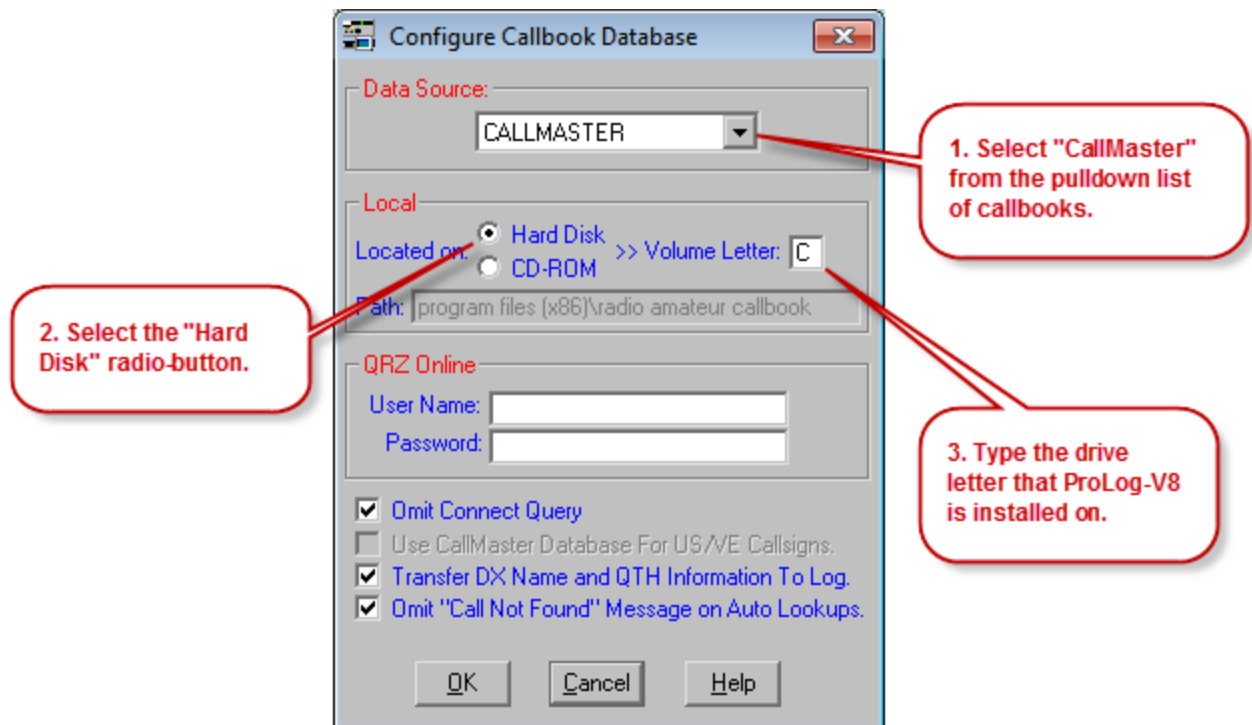 Configure Callbook Database
Data Source:
CALLMASTER
1. Select "CallMaster"
from the pulldown list
of callbooks.
Local
Located on:
Hard Disk
CD-ROM
>> Volume Letter: C
Path: program files (x86)\radio amateur callbook
2. Select the "Hard
Disk" radio-button.
QRZ Online
User Name:
Password:
3. Type the drive
letter that ProLog-V8
is installed on.
Omit Connect Query
Use CallMaster Database For US/VE Callsigns.
Transfer DX Name and QTH Information To Log.
Omit "Call Not Found" Message on Auto Lookups.
OK Cancel Help